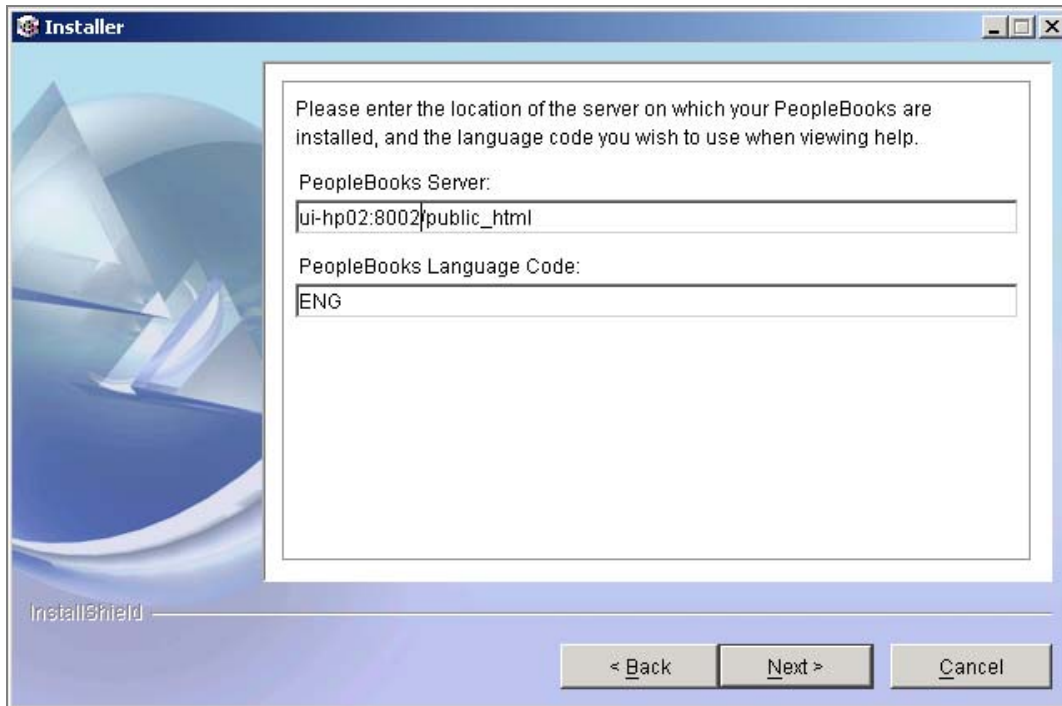 Installer
Please enter the location of the server on which your PeopleBooks are
installed, and the language code you wish to use when viewing help.
PeopleBooks Server:
ui-hp02:8002/public_html
PeopleBooks Language Code:
ENG
InstallShield
< Back
Next >
Cancel